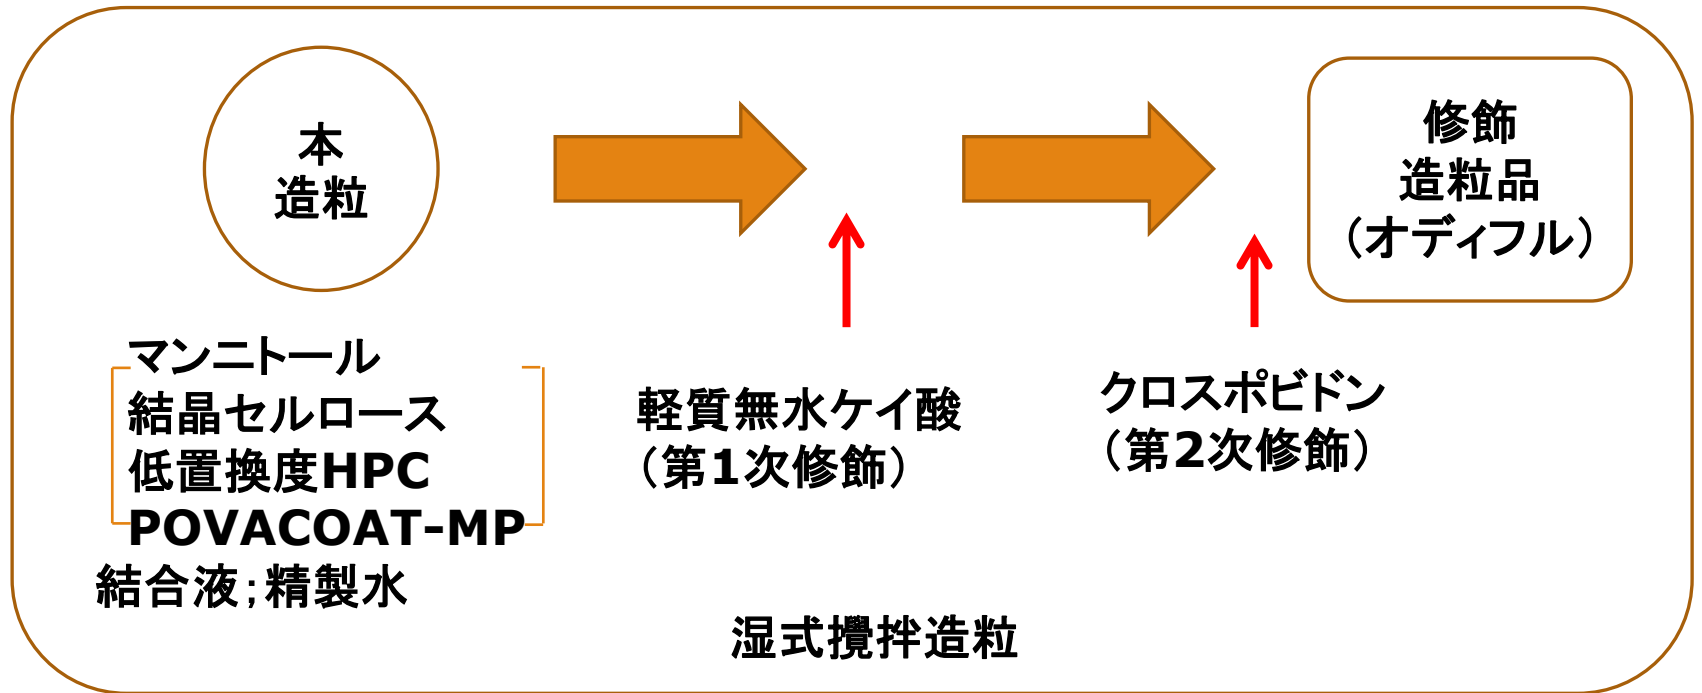 本
造粒
修飾
造粒品
（オディフル）
マンニトール
結晶セルロース
低置換度HPC
POVACOAT-MP
結合液；精製水
軽質無水ケイ酸
（第1次修飾）
クロスポビドン
（第2次修飾）
湿式攪拌造粒